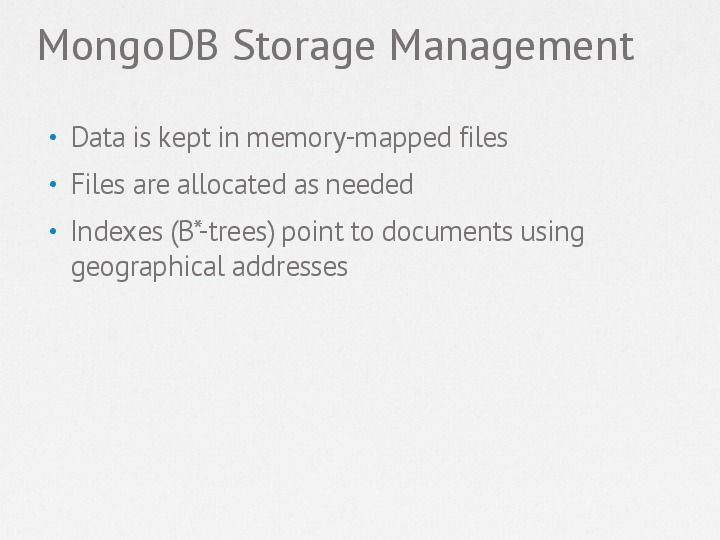 MongoDB Storage Management
• Data is kept in memory-mapped files
• Files are allocated as needed
• Indexes (B*-trees) point to documents using
geographical addresses